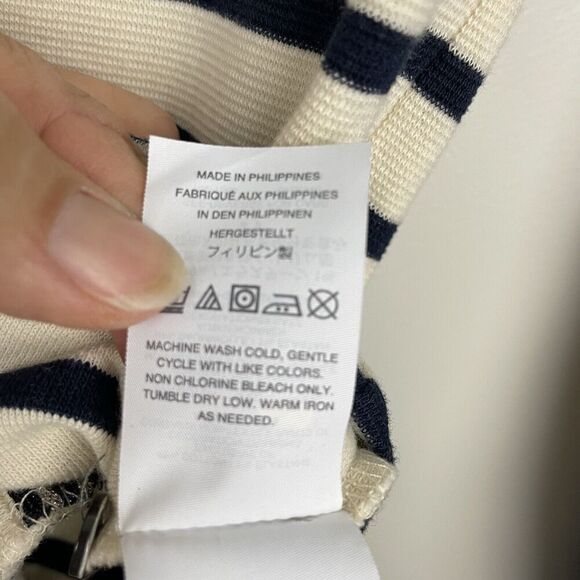 MADE IN PHILIPPINES
FABRIQUÉ AUX PHILIPPINES
IN DEN PHILIPPINEN
HERGESTELLT
フィリピン製
MACHINE WASH COLD, GENTLE
CYCLE WITH LIKE COLORS.
NON CHLORINE BLEACH ONLY.
TUMBLE DRY LOW. WARM IRON
AS NEEDED.